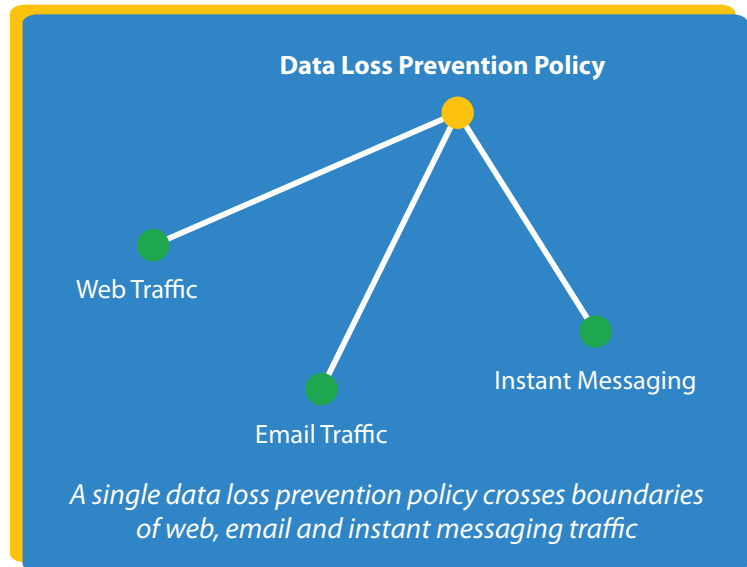 Data Loss Prevention Policy
Web Traffic
Instant Messaging
Email Traffic
A single data loss prevention policy crosses boundaries
of web, email and instant messaging traffic